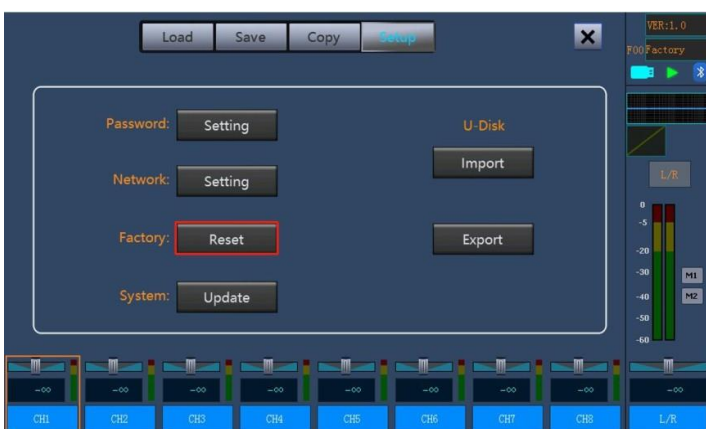 Load Save Copy Setup
VER:1.0
F00 Factory
Password: Setting
U-Disk
Import
Network: Setting
L/R
Factory: Reset
Export
System: Update
0
-5
-20
-30
-40
-50
-60
M1
M2
-∞ -∞ -∞ -∞ -∞ -∞ -∞ -∞ -∞
CH1 CH2 CH3 CH4 CH5 CH6 CH7 CH8 L/R